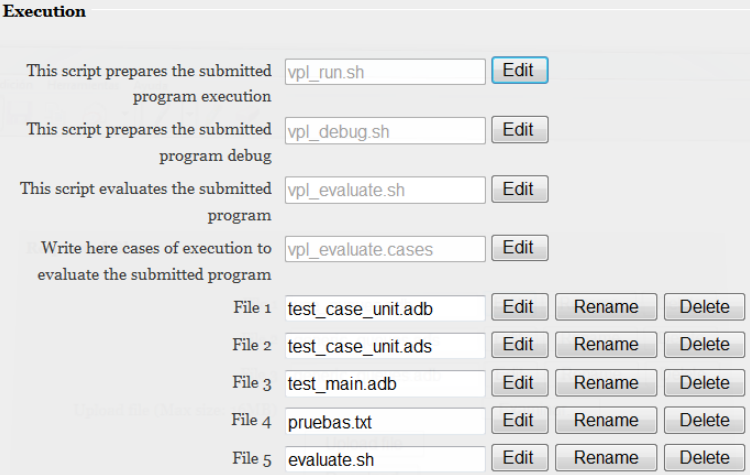 Execution
This script prepares the submitted vpl_run.sh Edit
program execution
This script prepares the submitted vpl_debug.sh Edit
program debug
This script evaluates the submitted vpl_evaluate.sh Edit
program
Write here cases of execution to vpl_evaluate.cases Edit
evaluate the submitted program
File 1 test_case_unit.adb Edit Rename Delete
File 2 test_case_unit.ads Edit Rename Delete
File 3 test_main.adb Edit Rename Delete
File 4 pruebas.txt Edit Rename Delete
File 5 evaluate.sh Edit Rename Delete